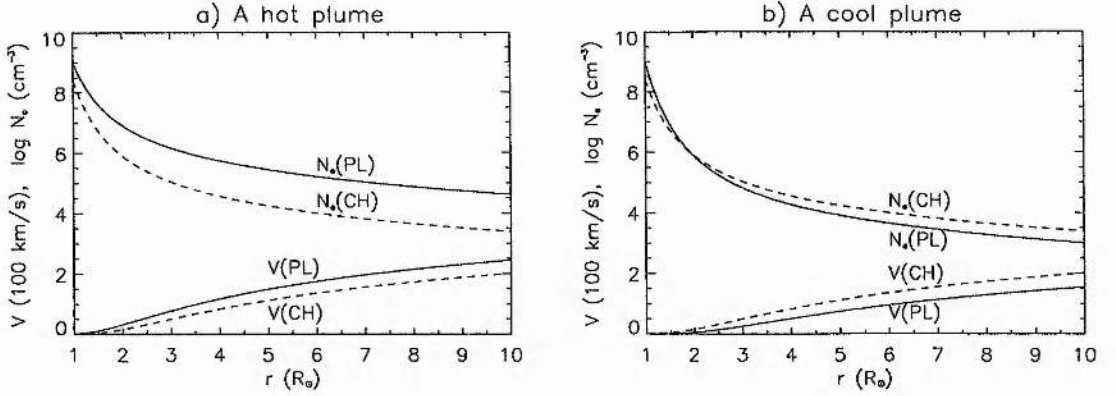 a) A hot plume
V (100 km/s), log Nₑ (cm⁻³)
10
8
6
4
2
0
Nₑ(PL)
Nₑ(CH)
V(PL)
V(CH)
1 2 3 4 5 6 7 8 9 10
r (R⊙)
b) A cool plume
V (100 km/s), log Nₑ (cm⁻³)
10
8
6
4
2
0
Nₑ(CH)
Nₑ(PL)
V(CH)
V(PL)
1 2 3 4 5 6 7 8 9 10
r (R⊙)